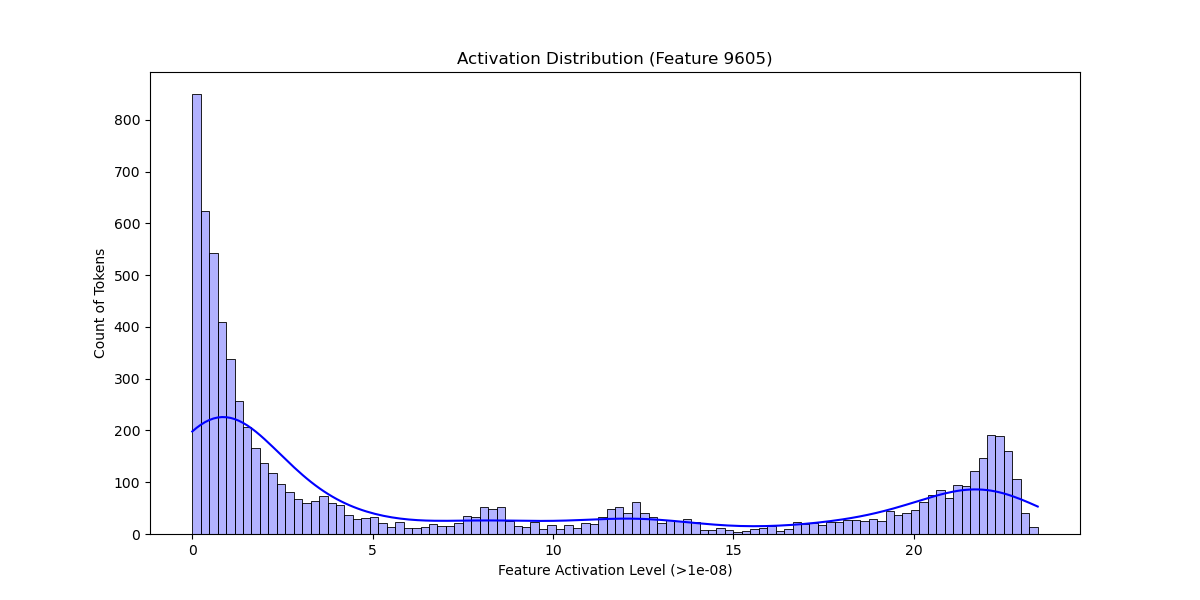 Activation Distribution (Feature 9605)
Count of Tokens
800
700
600
500
400
300
200
100
0
0 5 10 15 20
Feature Activation Level (>1e-08)